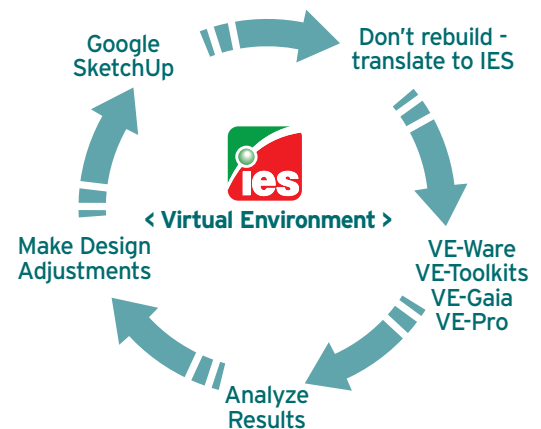 Google
SketchUp
Don't rebuild -
translate to IES
ies
< Virtual Environment >
VE-Ware
VE-Toolkits
VE-Gaia
VE-Pro
Make Design
Adjustments
Analyze
Results